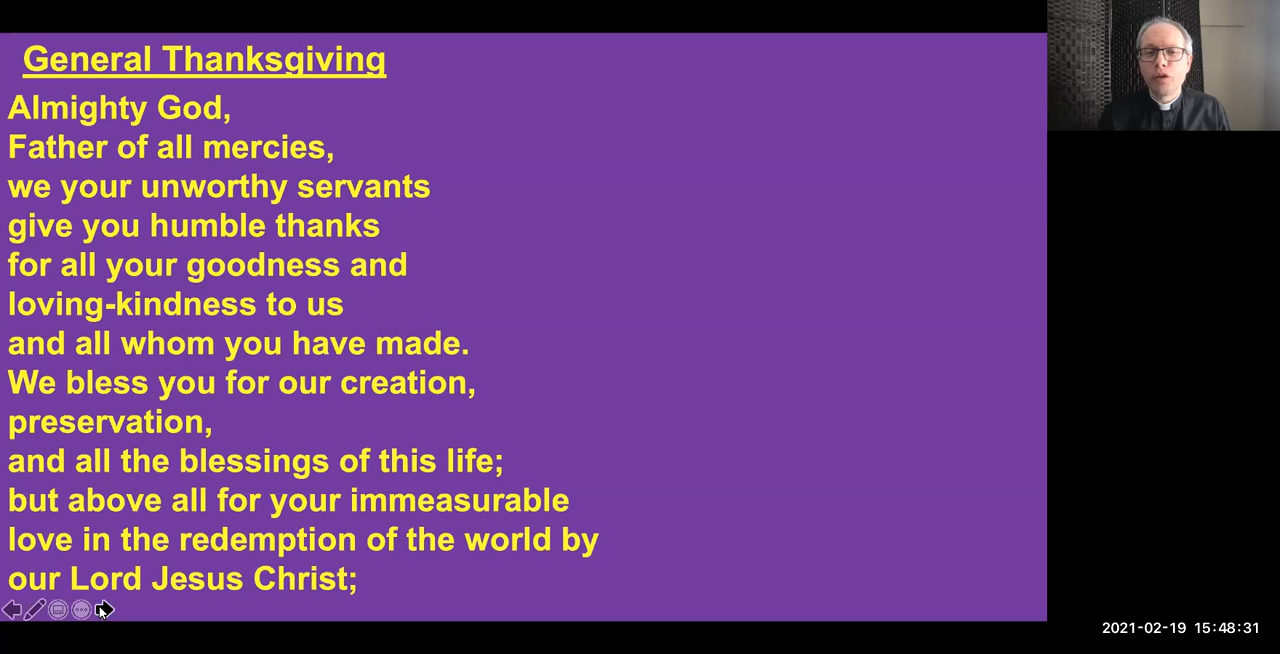 General Thanksgiving
Almighty God,
Father of all mercies,
we your unworthy servants
give you humble thanks
for all your goodness and
loving-kindness to us
and all whom you have made.
We bless you for our creation,
preservation,
and all the blessings of this life;
but above all for your immeasurable
love in the redemption of the world by
our Lord Jesus Christ;
2021-02-19 15:48:31